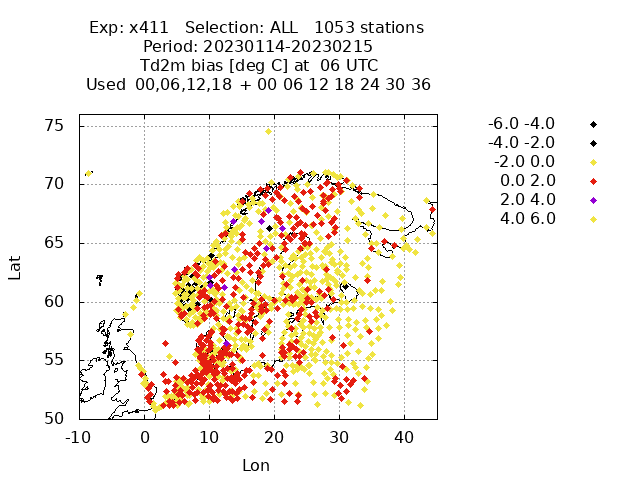 Exp: x411 Selection: ALL 1053 stations
Period: 20230114-20230215
Td2m bias [deg C] at 06 UTC
Used 00,06,12,18 + 00 06 12 18 24 30 36
-6.0 -4.0
-4.0 -2.0
-2.0 0.0
0.0 2.0
2.0 4.0
4.0 6.0
75
70
65
60
55
50
Lat
-10 0 10 20 30 40
Lon